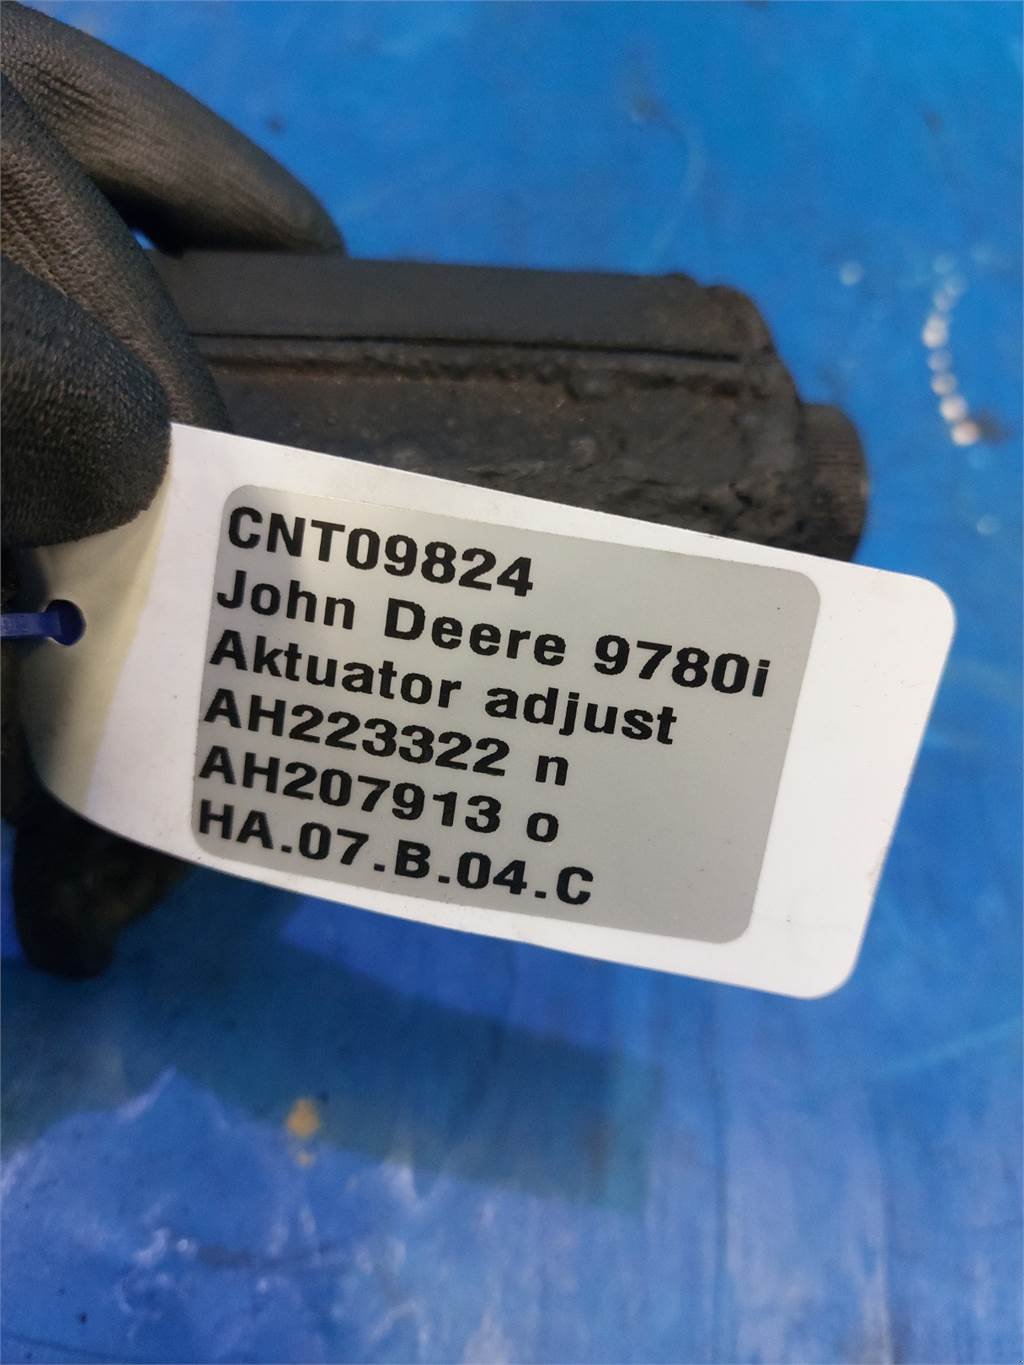 CNT09824
John Deere 9780i
Aktuator adjust
AH223322 n
AH207913 o
HA.07.B.04.C